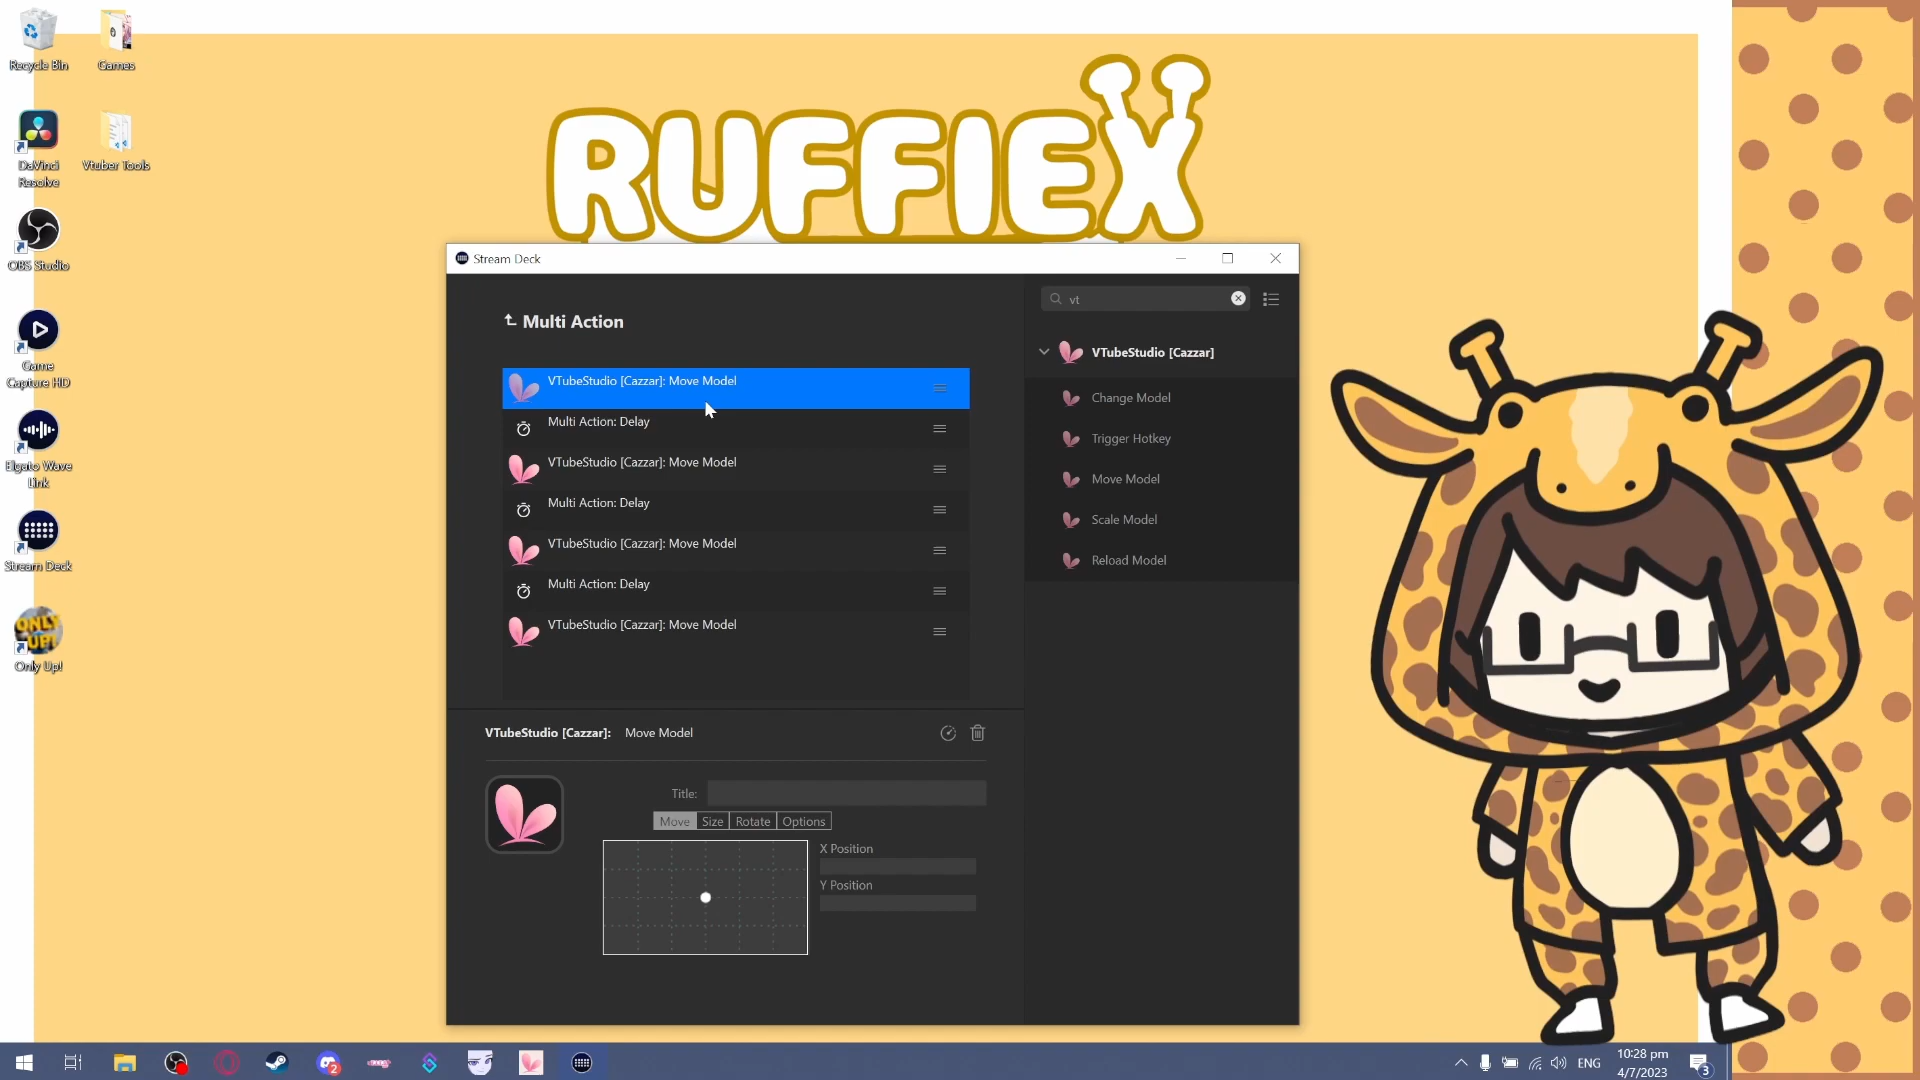 Recycle Bin
Games
DaVinci
Resolve
Vtuber Tools
OBS Studio
Game
Capture HD
Elgato Wave
Link
Stream Deck
ONLY
UP!
Only Up!
RUFFIEX
Stream Deck
Multi Action
VTubeStudio [Cazzar]: Move Model
Multi Action: Delay
VTubeStudio [Cazzar]: Move Model
Multi Action: Delay
VTubeStudio [Cazzar]: Move Model
Multi Action: Delay
VTubeStudio [Cazzar]: Move Model
vt
VTubeStudio [Cazzar]
Change Model
Trigger Hotkey
Move Model
Scale Model
Reload Model
VTubeStudio [Cazzar]: Move Model
Title:
Move Size Rotate Options
X Position
Y Position
2
ENG
10:28 pm
4/7/2023
3